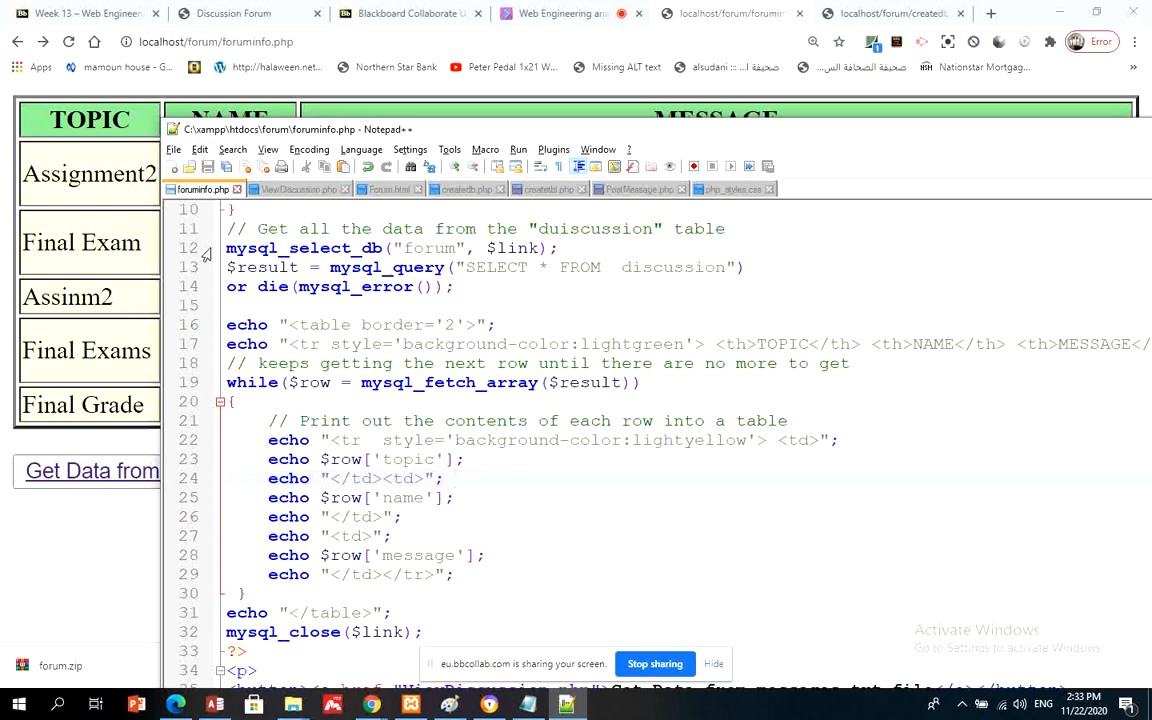 Week 13 – Web Engineer
Discussion Forum
Blackboard Collaborate U
Web Engineering an
localhost/forum/forumin
localhost/forum/created
localhost/forum/foruminfo.php
Error
Apps
mamoun house - G...
http://halaween.net...
Northern Star Bank
Peter Pedal 1x21 W...
Missing ALT text
alsudani ::: صحيفة ا...
صحيفة الصحافة الس...
Nationstar Mortgag...
»
TOPIC
NAME
MESSAGE
Assignment2
Final Exam
Assinm2
Final Exams
Final Grade
Get Data from
C:\xampp\htdocs\forum\foruminfo.php - Notepad++
File Edit Search View Encoding Language Settings Tools Macro Run Plugins Window ?
foruminfo.php ViewDiscussion.php Forum.html createdb.php createtbl.php PostMessage.php php_styles.css
10 }
11 // Get all the data from the "duiscussion" table
12 mysql_select_db("forum", $link);
13 $result = mysql_query("SELECT * FROM  discussion")
14 or die(mysql_error());
15
16 echo "<table border='2'>";
17 echo "<tr style='background-color:lightgreen'> <th>TOPIC</th> <th>NAME</th> <th>MESSAGE</
18 // keeps getting the next row until there are no more to get
19 while($row = mysql_fetch_array($result))
20 {
21 // Print out the contents of each row into a table
22 echo "<tr  style='background-color:lightyellow'> <td>";
23 echo $row['topic'];
24 echo "</td><td>";
25 echo $row['name'];
26 echo "</td>";
27 echo "<td>";
28 echo $row['message'];
29 echo "</td></tr>";
30 }
31 echo "</table>";
32 mysql_close($link);
33 ?>
34 <p>
Activate Windows
Go to Settings to activate Windows.
eu.bbcollab.com is sharing your screen.
Stop sharing
Hide
forum.zip
ENG
2:33 PM
11/22/2020